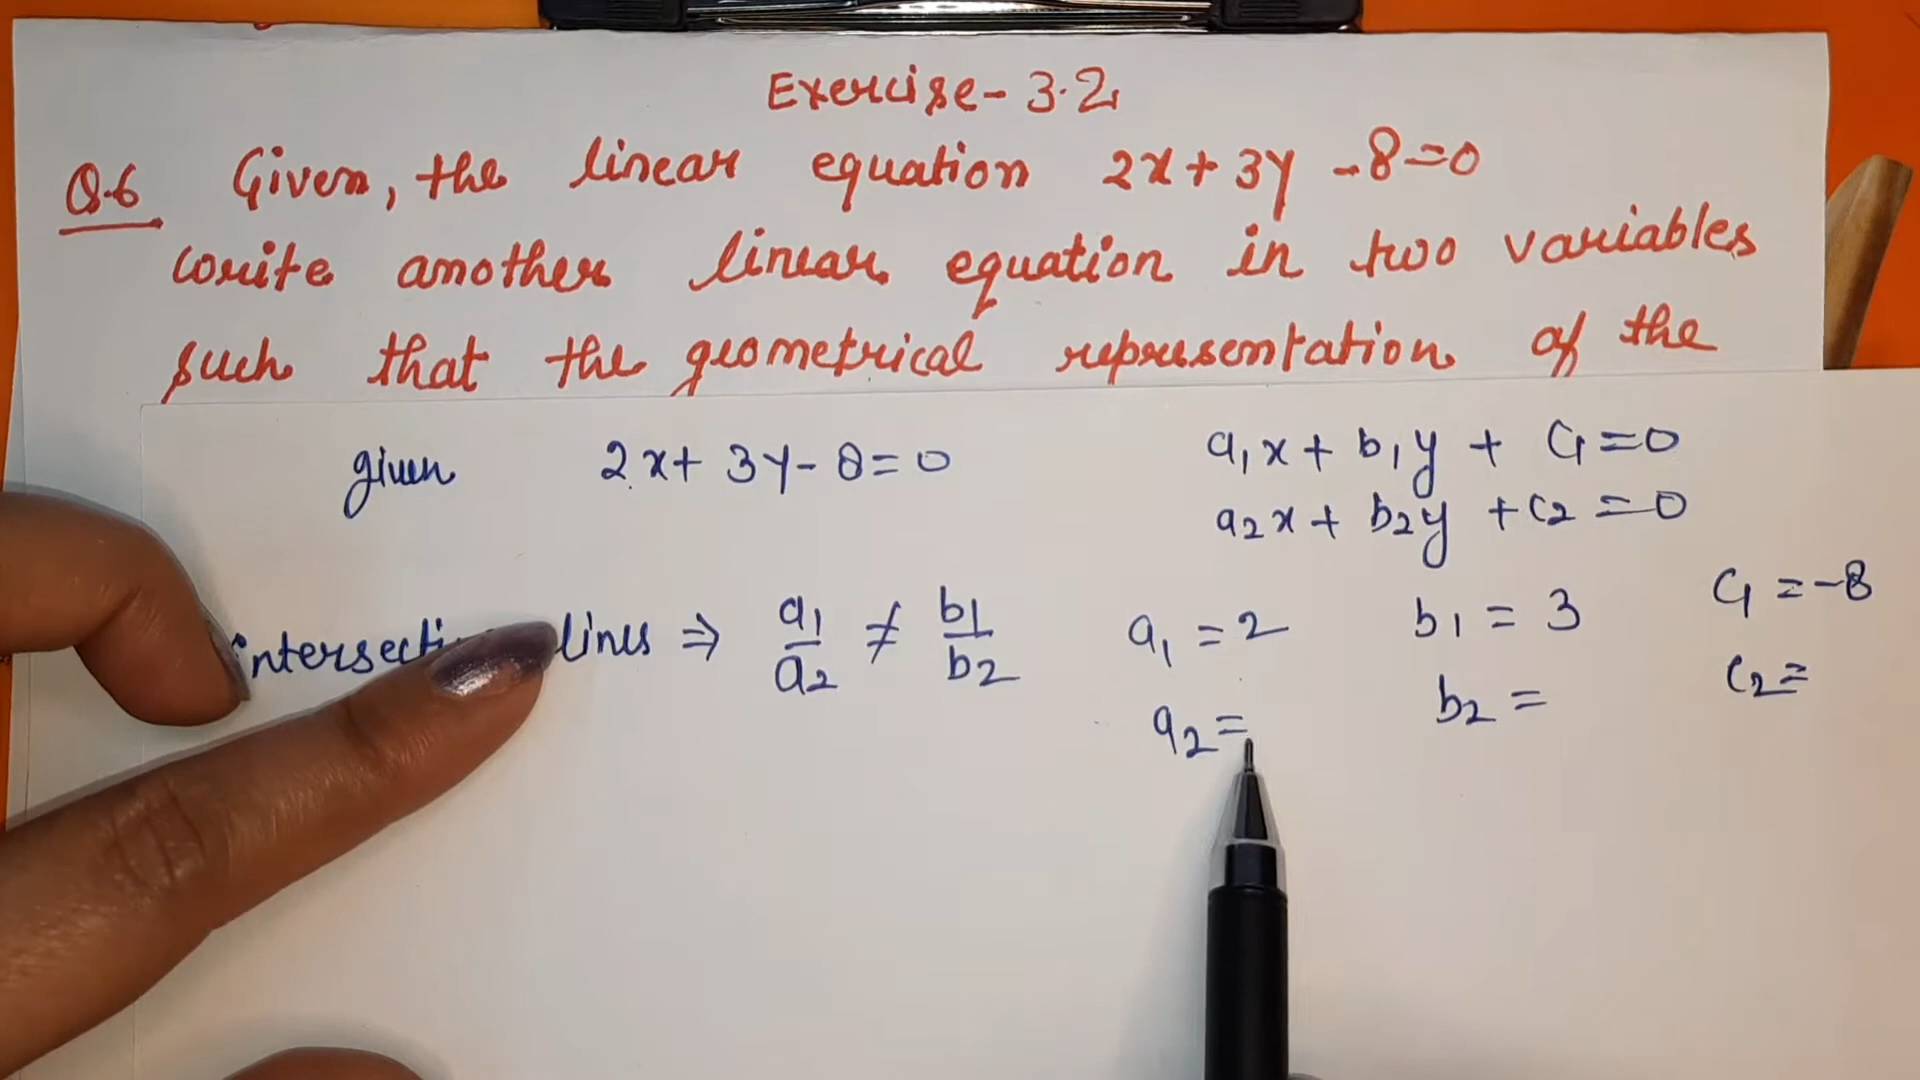 Exercise-3.2
Q.6 Given, the linear equation 2x+3y-8=0
write another linear equation in two variables
such that the geometrical representation of the
given 2x+3y-8=0
a₁x+b₁y+C₁=0
a₂x+b₂y+C₂=0
lines ⇒ a₁/a₂ ≠ b₁/b₂
a₁=2 b₁=3 C₁=-8
a₂= b₂= C₂=